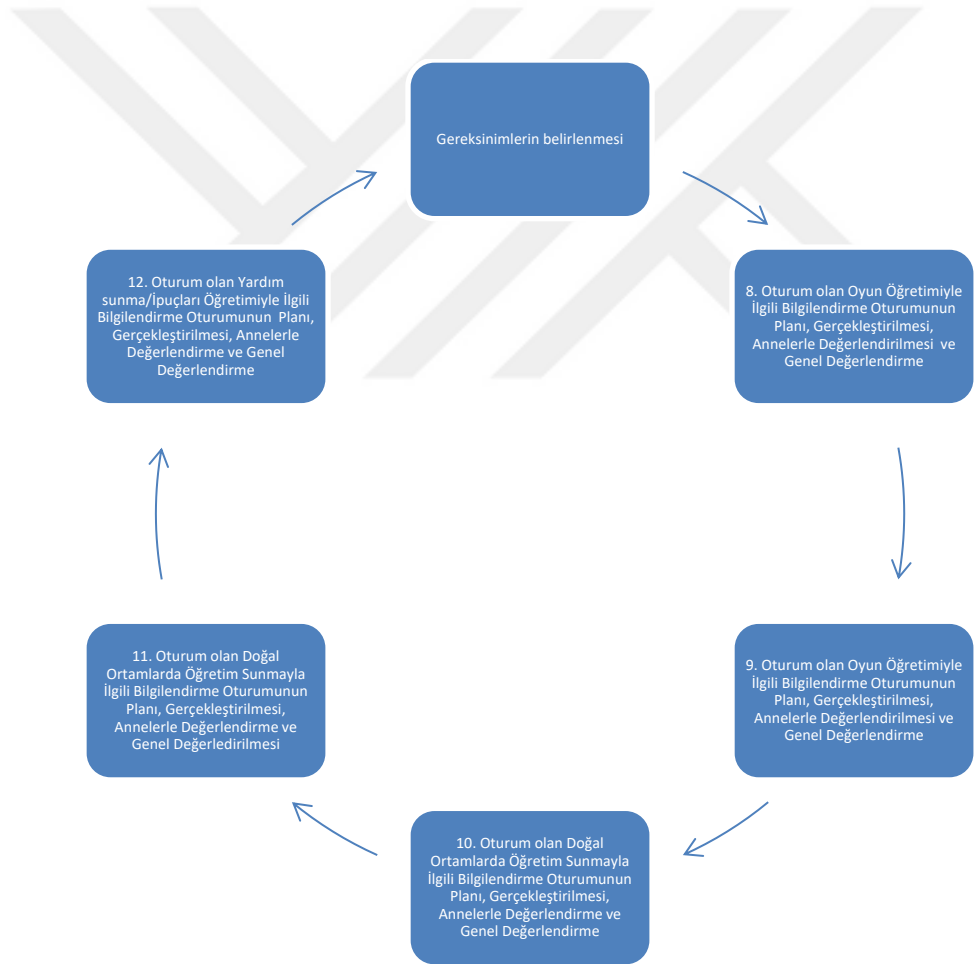 Gereksinimlerin belirlenmesi
8. Oturum olan Oyun Öğretimiyle
İlgili Bilgilendirme Oturumunun
Planı, Gerçekleştirilmesi,
Annelerle Değerlendirilmesi ve
Genel Değerlendirme
9. Oturum olan Oyun Öğretimiyle
İlgili Bilgilendirme Oturumunun
Planı, Gerçekleştirilmesi,
Annelerle Değerlendirilmesi ve
Genel Değerlendirme
10. Oturum olan Doğal
Ortamlarda Öğretim Sunmayla
İlgili Bilgilendirme Oturumunun
Planı, Gerçekleştirilmesi,
Annelerle Değerlendirme ve
Genel Değerlendirme
11. Oturum olan Doğal
Ortamlarda Öğretim Sunmayla
İlgili Bilgilendirme Oturumunun
Planı, Gerçekleştirilmesi,
Annelerle Değerlendirme ve
Genel Değerledirilmesi
12. Oturum olan Yardım
sunma/İpuçları Öğretimiyle İlgili
Bilgilendirme Oturumunun Planı,
Gerçekleştirilmesi, Annelerle
Değerlendirme ve Genel
Değerlendirme